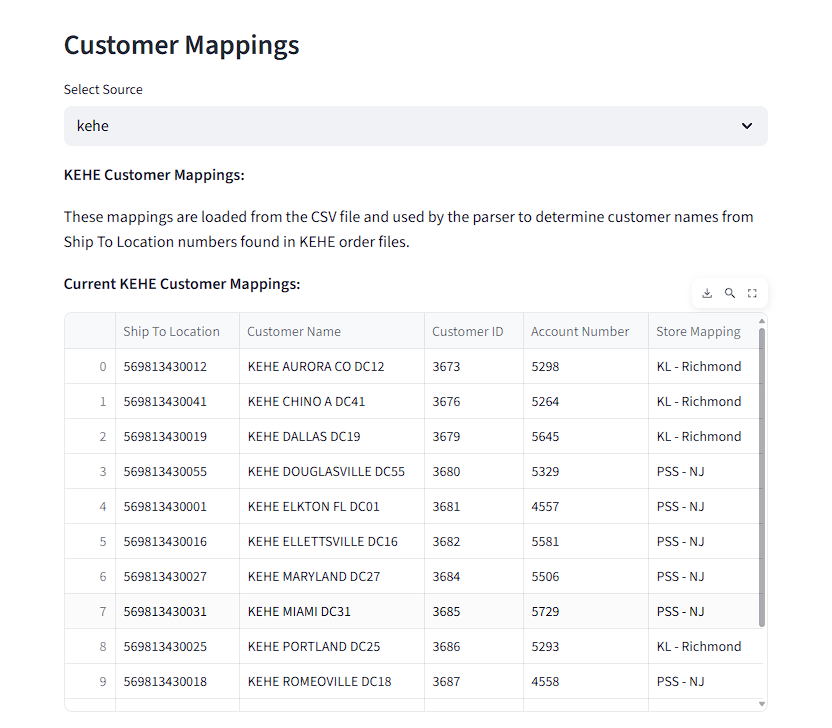 Customer Mappings
Select Source
kehe
KEHE Customer Mappings:
These mappings are loaded from the CSV file and used by the parser to determine customer names from
Ship To Location numbers found in KEHE order files.
Current KEHE Customer Mappings:
Ship To Location Customer Name Customer ID Account Number Store Mapping
0 569813430012 KEHE AURORA CO DC12 3673 5298 KL - Richmond
1 569813430041 KEHE CHINO A DC41 3676 5264 KL - Richmond
2 569813430019 KEHE DALLAS DC19 3679 5645 KL - Richmond
3 569813430055 KEHE DOUGLASVILLE DC55 3680 5329 PSS - NJ
4 569813430001 KEHE ELKTON FL DC01 3681 4557 PSS - NJ
5 569813430016 KEHE ELLETTSVILLE DC16 3682 5581 PSS - NJ
6 569813430027 KEHE MARYLAND DC27 3684 5506 PSS - NJ
7 569813430031 KEHE MIAMI DC31 3685 5729 PSS - NJ
8 569813430025 KEHE PORTLAND DC25 3686 5293 KL - Richmond
9 569813430018 KEHE ROMEOVILLE DC18 3687 4558 PSS - NJ